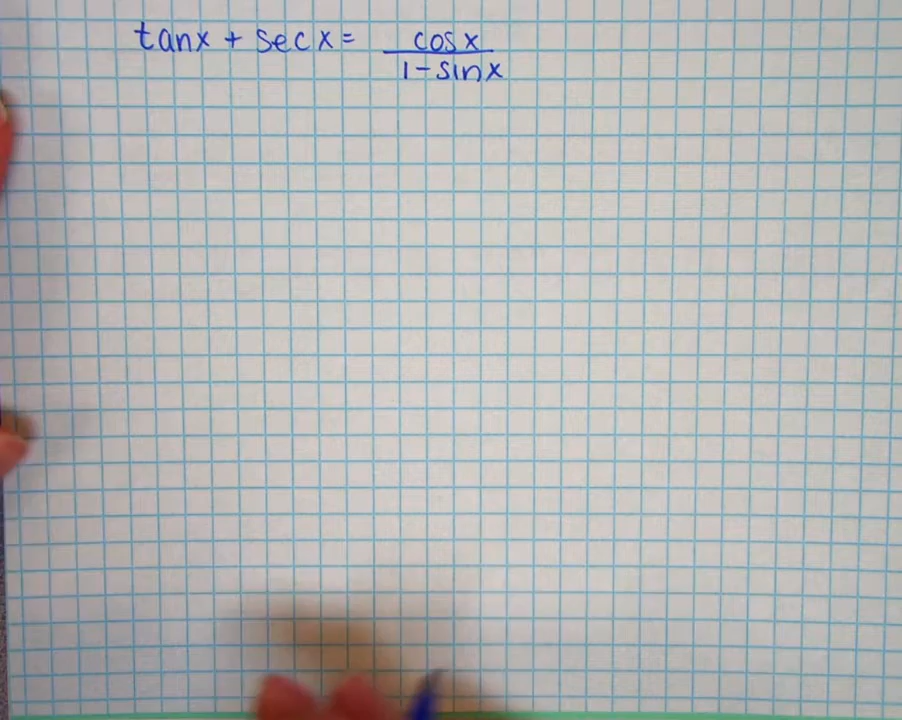 tanx + secx = cosx / 1-sinx